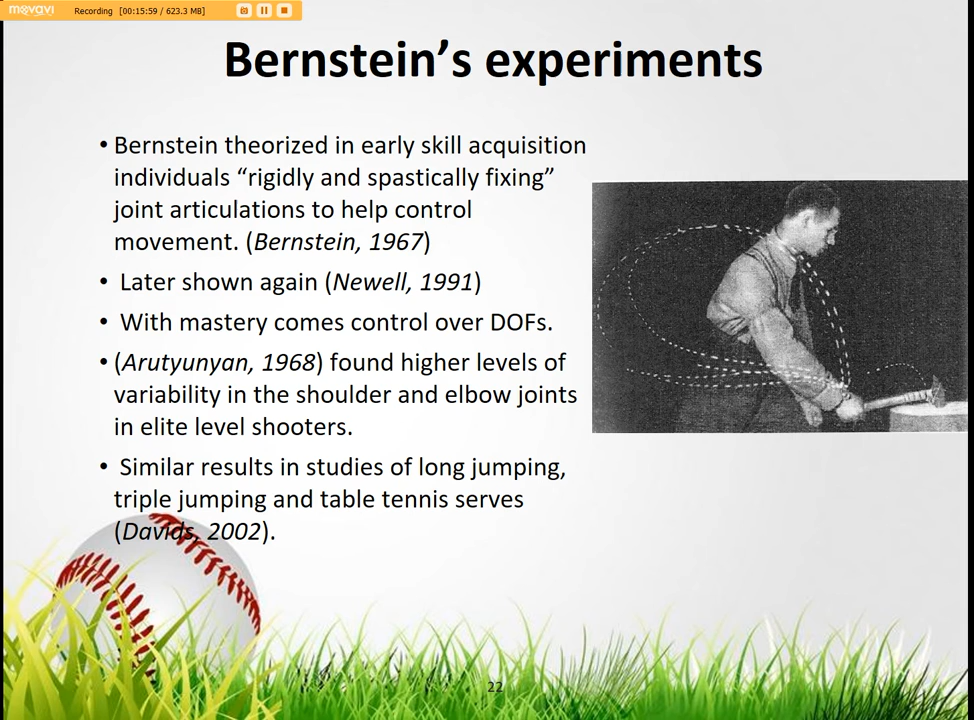 movavi Recording [00:15:59 / 623.3 MB]
Bernstein’s experiments
• Bernstein theorized in early skill acquisition
individuals “rigidly and spastically fixing”
joint articulations to help control
movement. (Bernstein, 1967)
• Later shown again (Newell, 1991)
• With mastery comes control over DOFs.
• (Arutyunyan, 1968) found higher levels of
variability in the shoulder and elbow joints
in elite level shooters.
• Similar results in studies of long jumping,
triple jumping and table tennis serves
(Davids, 2002).
22